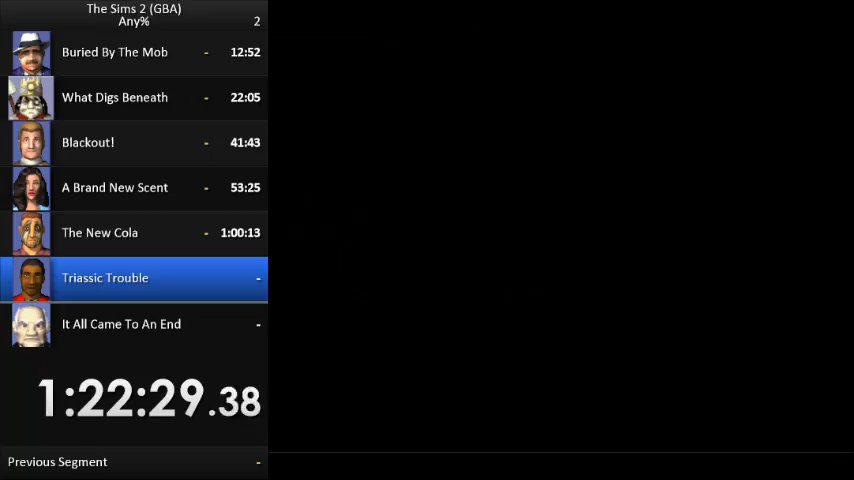 The Sims 2 (GBA)
Any% 2
Buried By The Mob - 12:52
What Digs Beneath - 22:05
Blackout! - 41:43
A Brand New Scent - 53:25
The New Cola - 1:00:13
Triassic Trouble -
It All Came To An End -
1:22:29.38
Previous Segment -